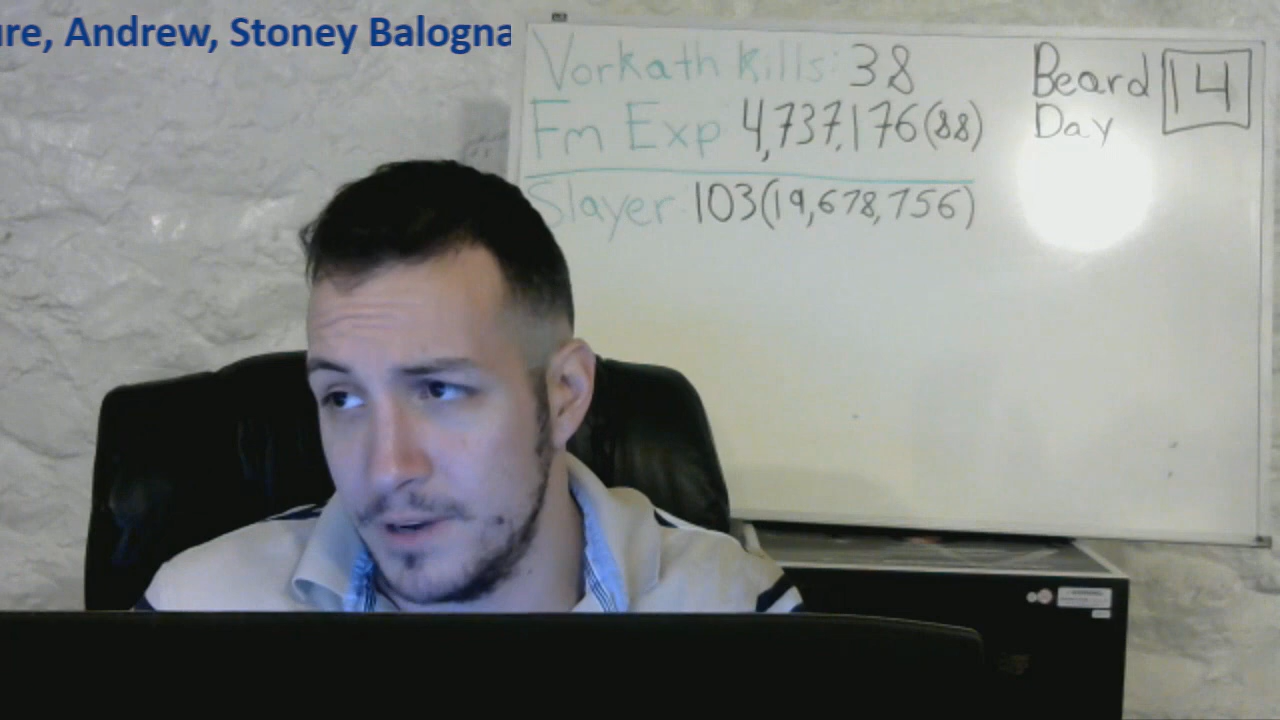 re, Andrew, Stoney Balogna
Vorkath Kills: 38
Fm Exp 4,737,176(88)
Slayer: 103(19,678,756)
Beard 14
Day